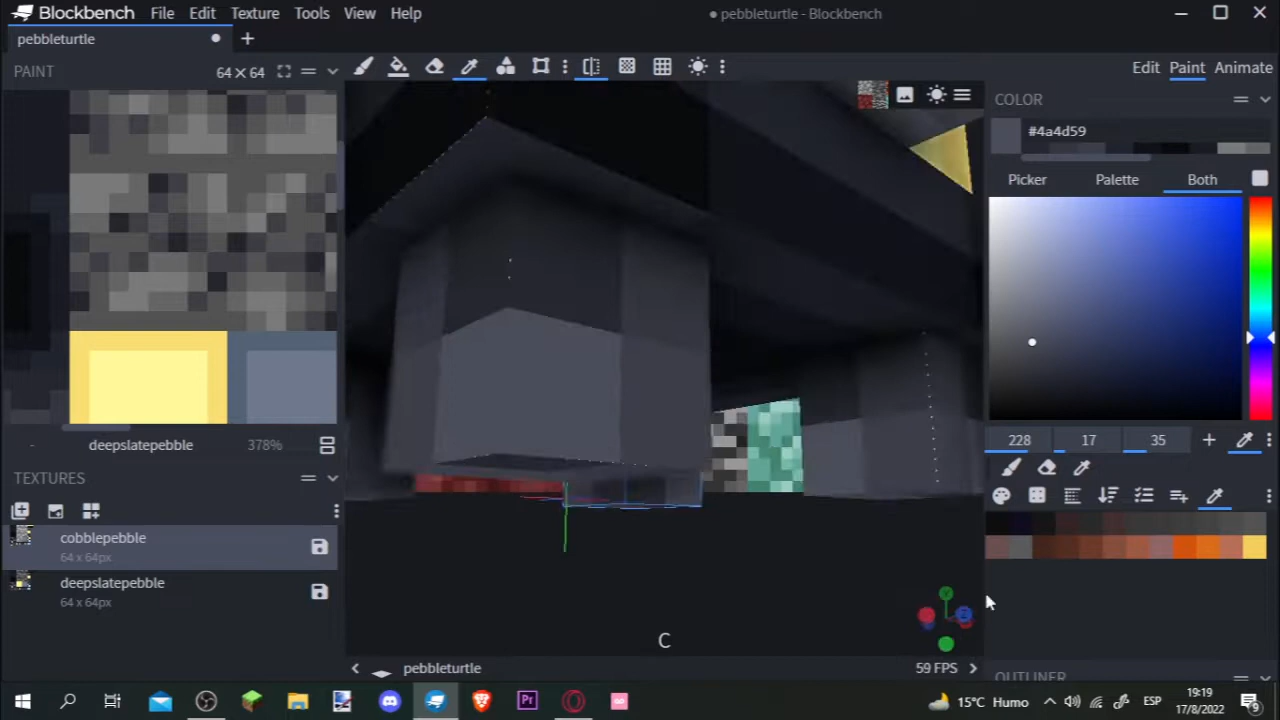 Blockbench File Edit Texture Tools View Help
pebbleturtle - Blockbench
pebbleturtle
PAINT 64×64
Edit Paint Animate
COLOR
#4a4d59
Picker Palette Both
228 17 35
deepslatepebble 378%
TEXTURES
cobblepebble
64 x 64px
deepslatepebble
64 x 64px
C
pebbleturtle 59 FPS
OUTLINER
15°C Humo ESP 19:19
17/8/2022
9
Pr